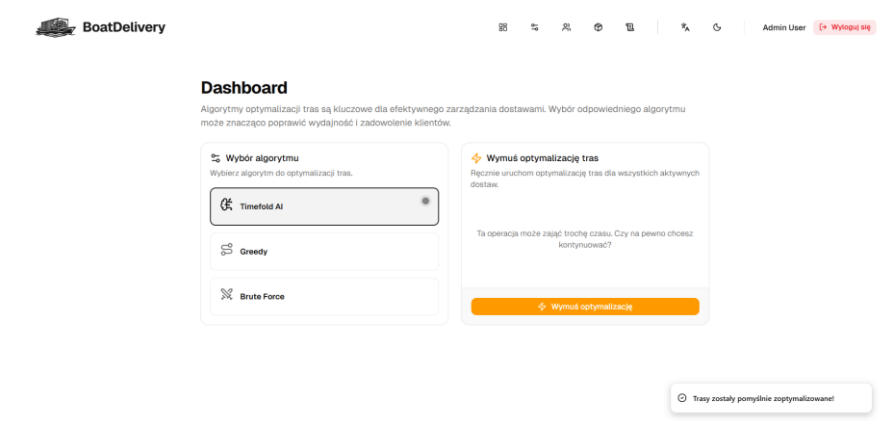 BoatDelivery
Admin User
Wyloguj się
Dashboard
Algorytmy optymalizacji tras są kluczowe dla efektywnego zarządzania dostawami. Wybór odpowiedniego algorytmu
może znacząco poprawić wydajność i zadowolenie klientów.
Wybór algorytmu
Wybierz algorytm do optymalizacji tras.
Timefold AI
Greedy
Brute Force
Wymuś optymalizację tras
Ręcznie uruchom optymalizację tras dla wszystkich aktywnych
dostaw.
Ta operacja może zająć trochę czasu. Czy na pewno chcesz
kontynuować?
Wymuś optymalizację
Trasy zostały pomyślnie zoptymalizowane!